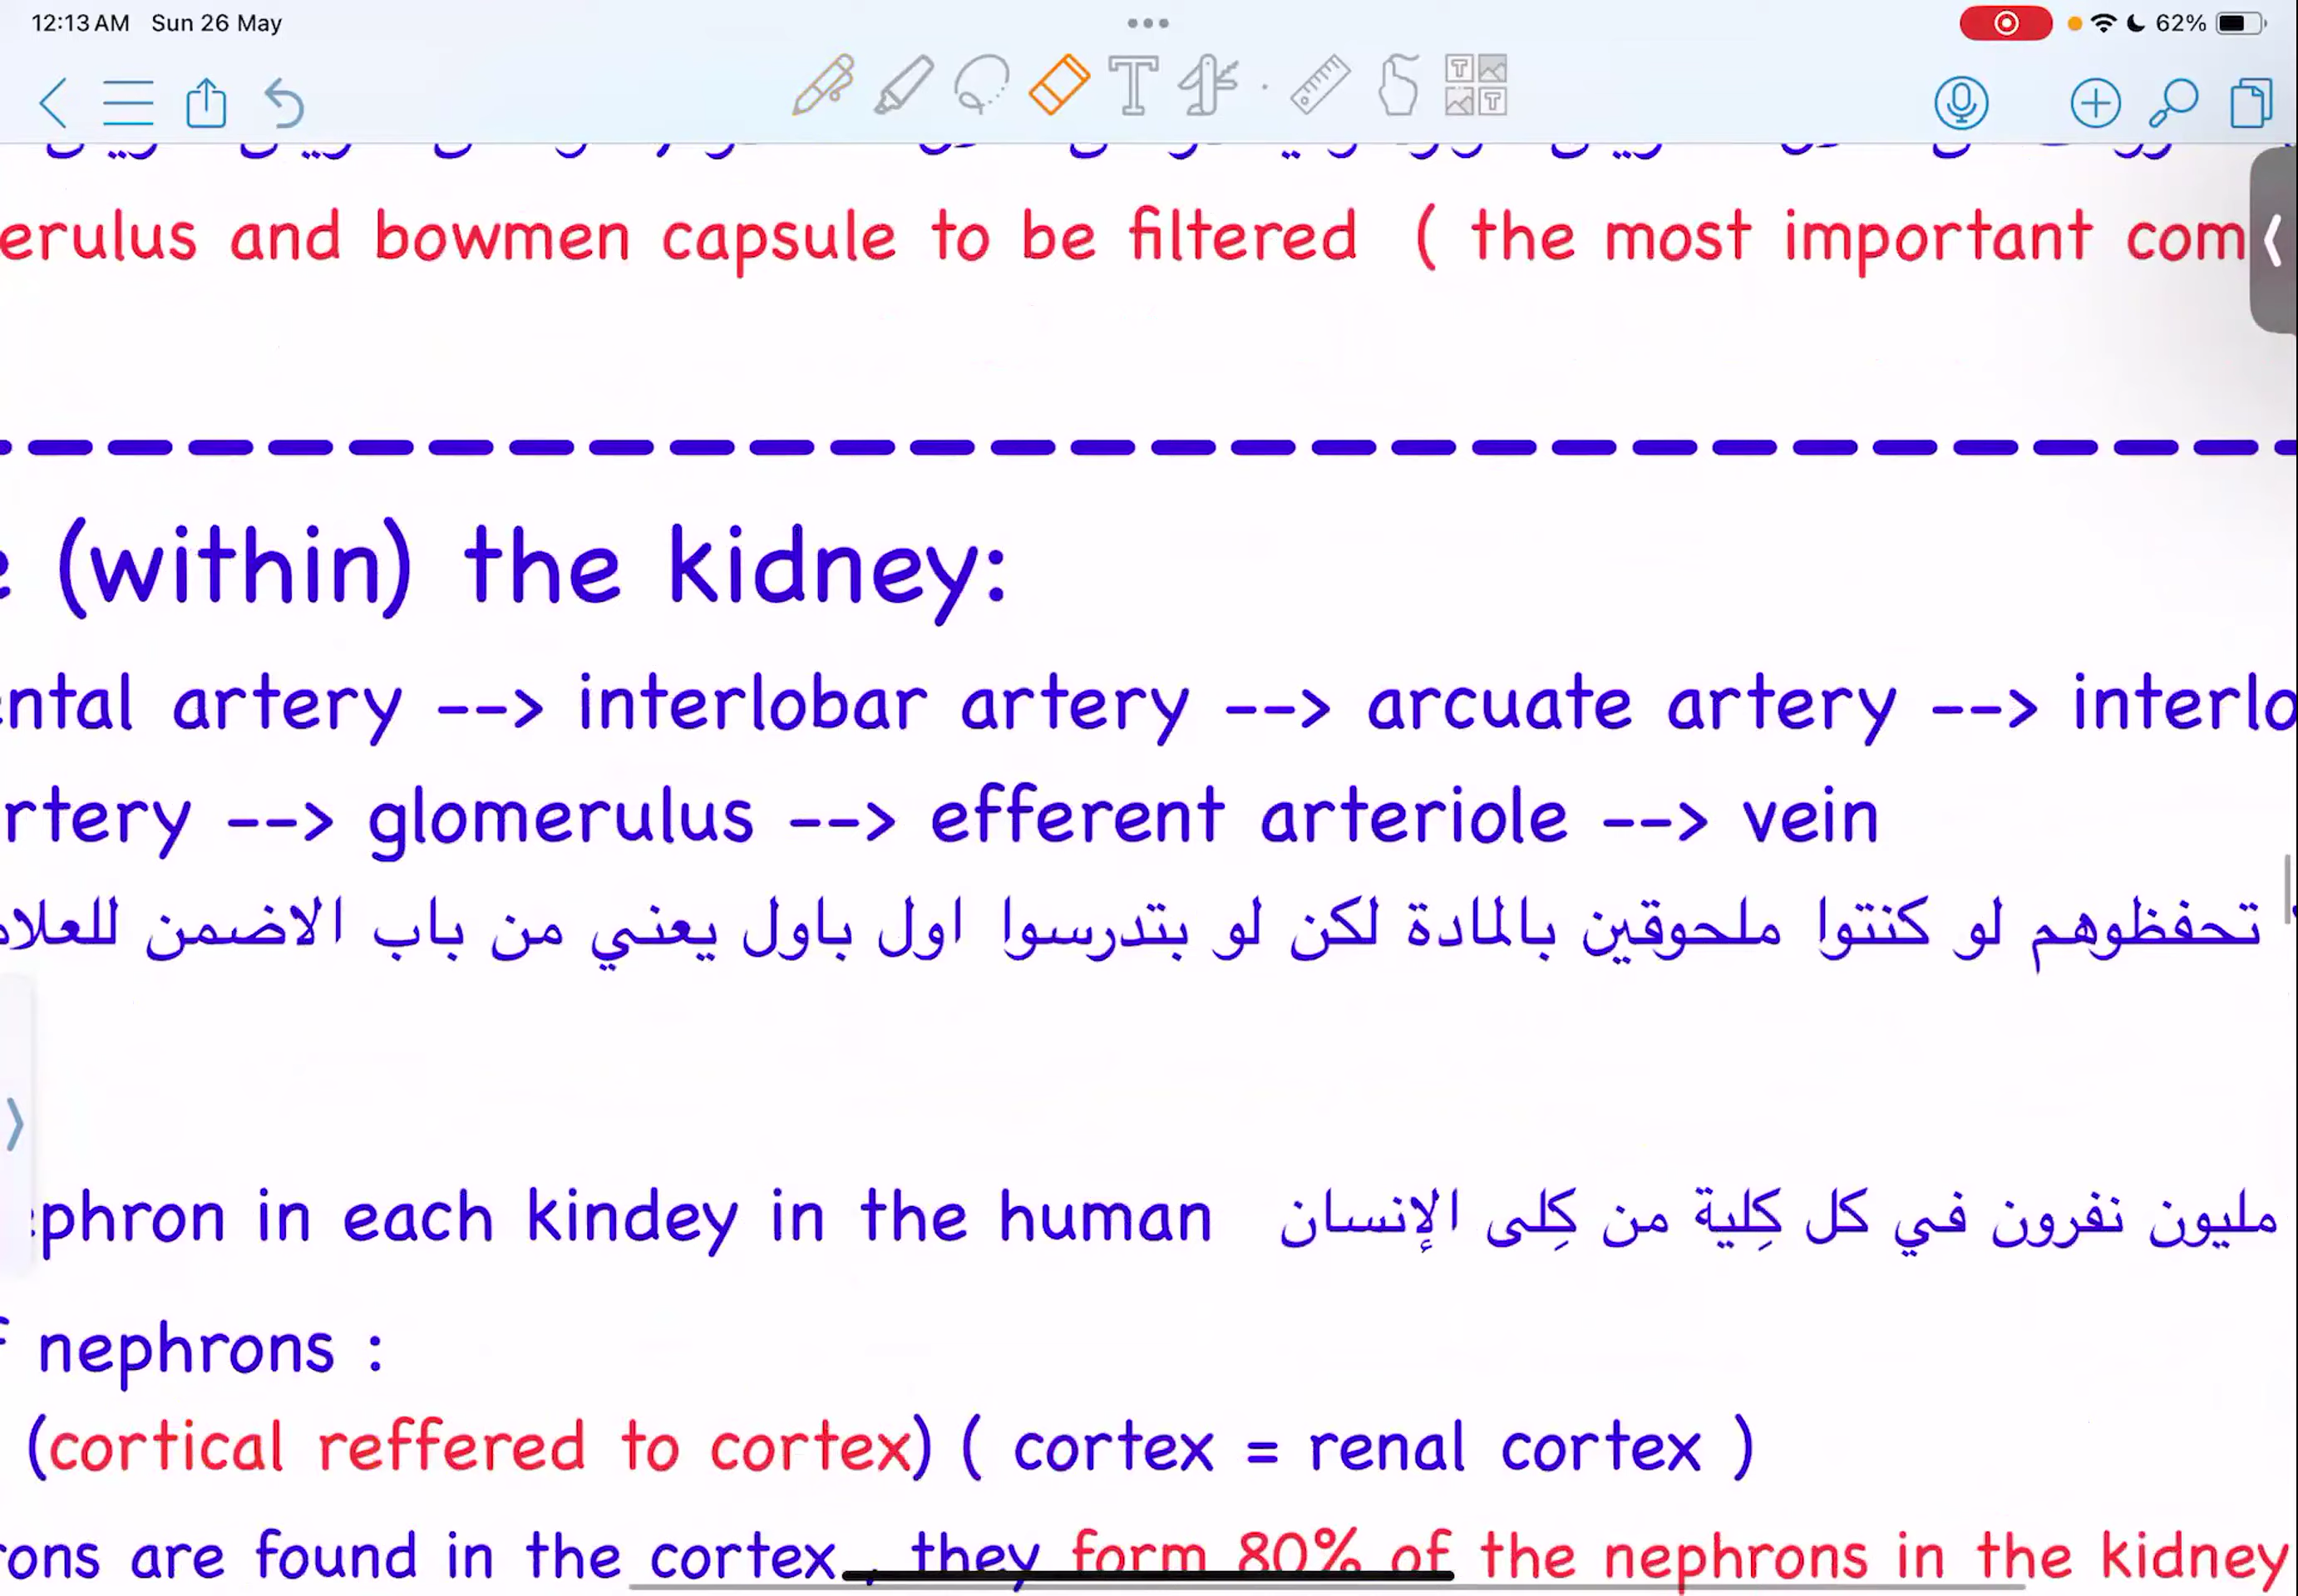 12:13 AM Sun 26 May 62%
erulus and bowmen capsule to be filtered ( the most important com
(within) the kidney:
ntal artery --> interlobar artery --> arcuate artery --> interlo
rtery --> glomerulus --> efferent arteriole --> vein
تحفظوهم لو كنتوا ملحوقين بالمادة لكن لو بتدرسوا اول باول يعني من باب الاضمن للعلا
phron in each kindey in the human مليون نفرون في كل كِلية من كِلى الإنسان
nephrons :
(cortical reffered to cortex) ( cortex = renal cortex )
ons are found in the cortex , they form 80% of the nephrons in the kidney